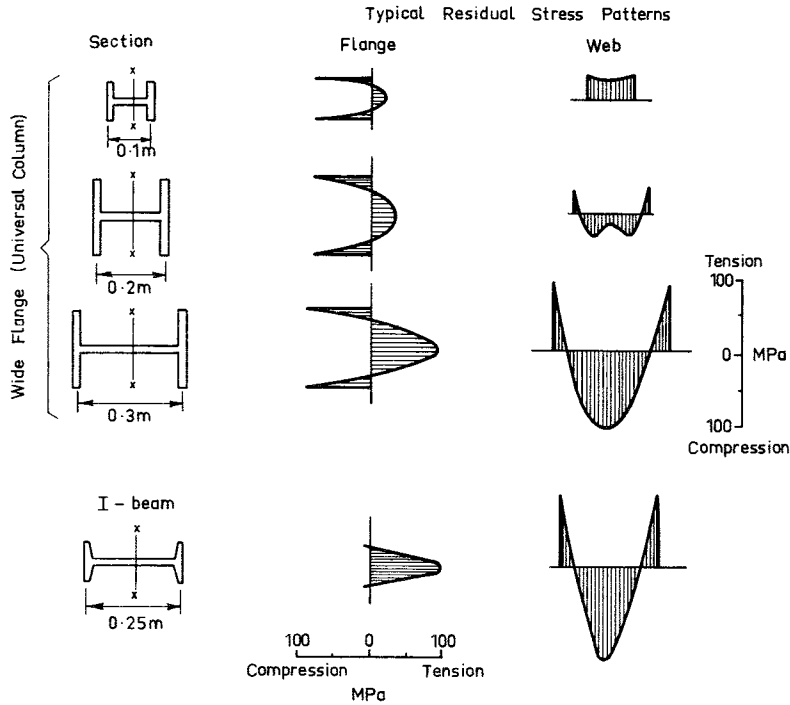 Typical Residual Stress Patterns
Section
Flange
Web
Wide Flange (Universal Column)
x
x
0·1m
x
x
0·2m
x
x
0·3m
Tension
100
0
MPa
100
Compression
I - beam
x
x
0·25m
100 0 100
Compression Tension
MPa